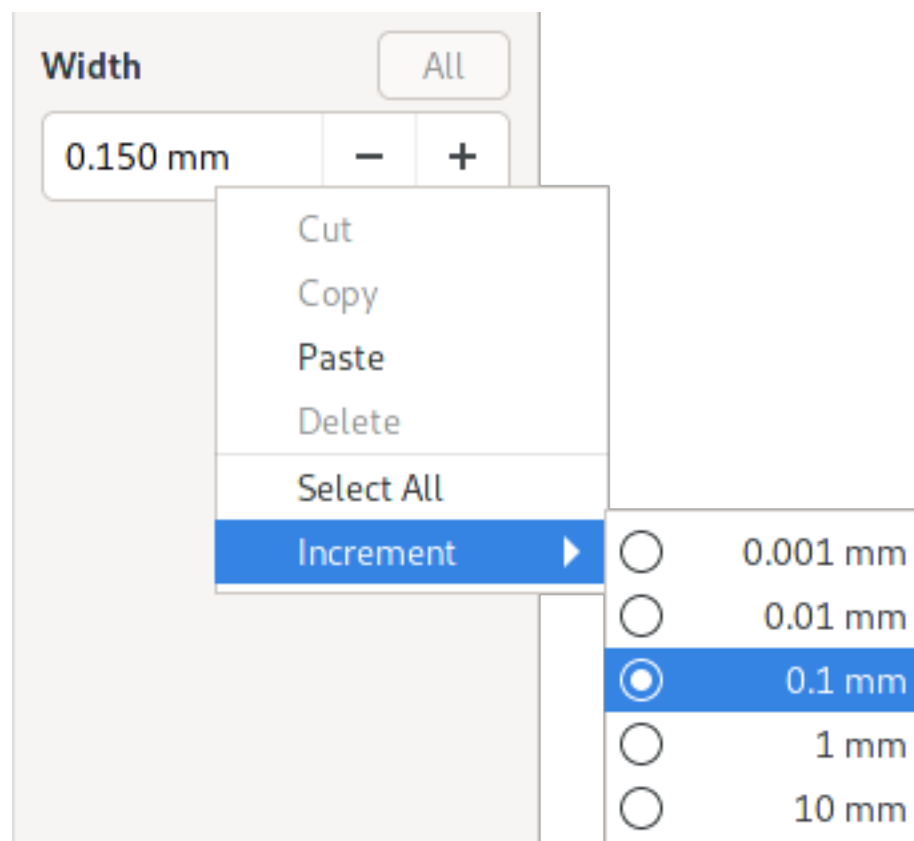 Width
All
0.150 mm
− +
Cut
Copy
Paste
Delete
Select All
Increment
0.001 mm
0.01 mm
0.1 mm
1 mm
10 mm